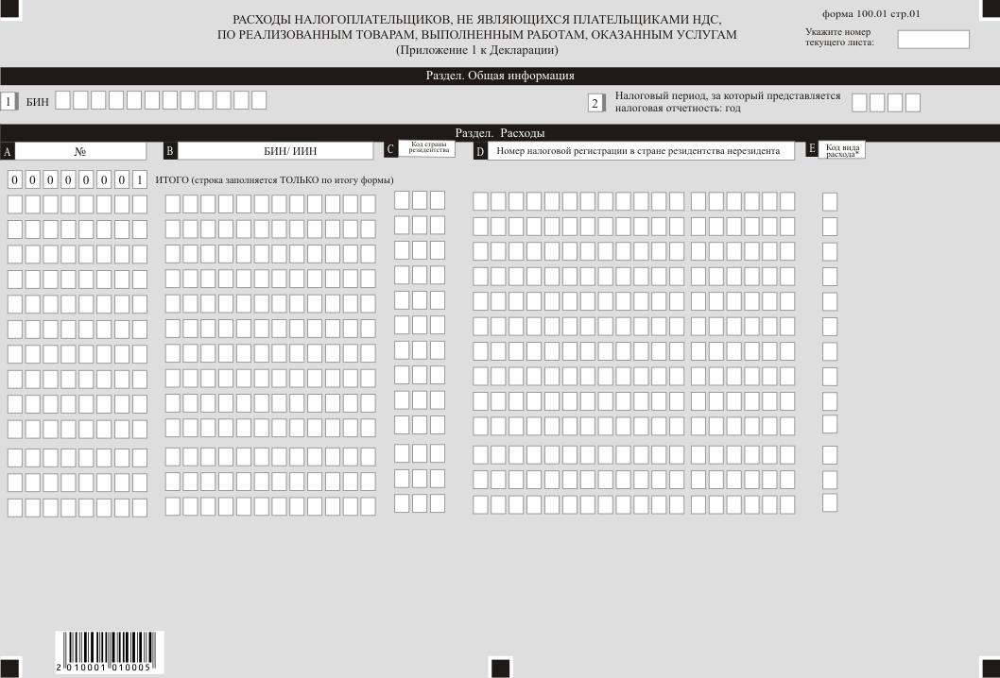 форма 100.01 стр.01
РАСХОДЫ НАЛОГОПЛАТЕЛЬЩИКОВ, НЕ ЯВЛЯЮЩИХСЯ ПЛАТЕЛЬЩИКАМИ НДС,
ПО РЕАЛИЗОВАННЫМ ТОВАРАМ, ВЫПОЛНЕННЫМ РАБОТАМ, ОКАЗАННЫМ УСЛУГАМ
(Приложение 1 к Декларации)
Укажите номер
текущего листа:
Раздел. Общая информация
1 БИН
2 Налоговый период, за который представляется
налоговая отчетность: год
Раздел. Расходы
A №
B БИН/ ИИН
C Код страны
резидентства
D Номер налоговой регистрации в стране резидентства нерезидента
E Код вида
расхода*
0 0 0 0 0 0 0 1 ИТОГО (строка заполняется ТОЛЬКО по итогу формы)
2 010001 010005